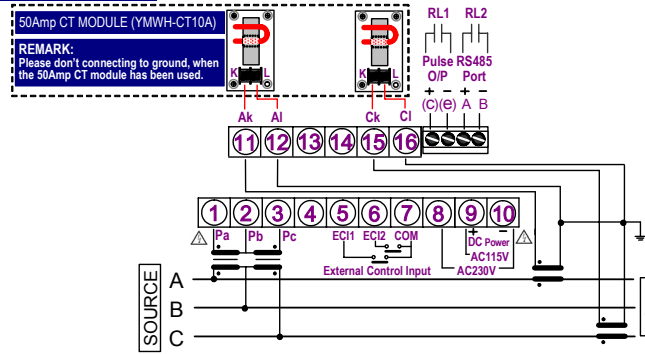 50Amp CT MODULE (YMWH-CT10A)
REMARK:
Please don't connecting to ground, when
the 50Amp CT module has been used.
K L
K L
RL1 RL2
Pulse RS485
O/P Port
+ − + −
(C) (e) A B
Ak Al Ck Cl
11 12 13 14 15 16
1 2 3 4 5 6 7 8 9 10
Pa Pb Pc ECI1 ECI2 COM
+ −
DC Power
AC115V
AC230V
External Control Input
SOURCE
A
B
C